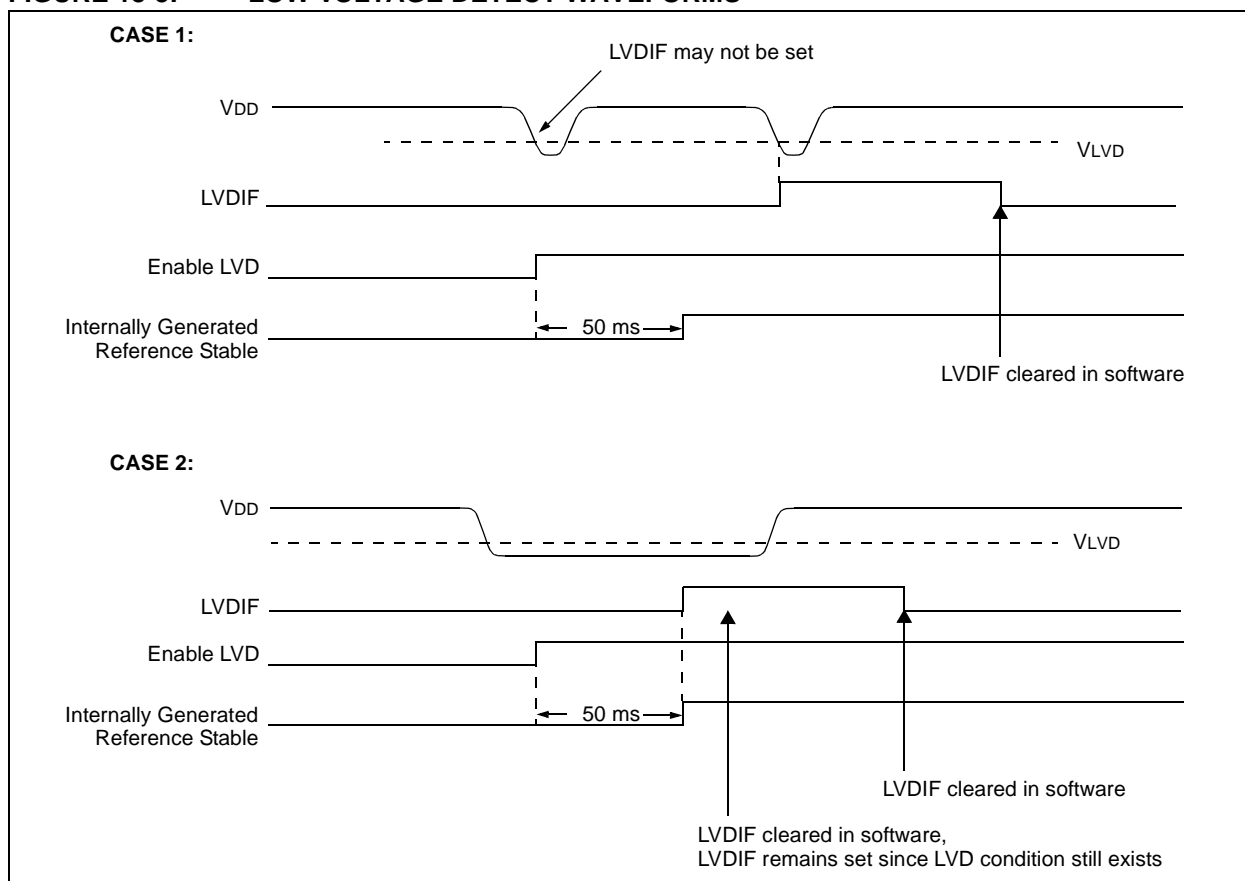 CASE 1:
LVDIF may not be set
VDD
VLVD
LVDIF
Enable LVD
50 ms
Internally Generated
Reference Stable
LVDIF cleared in software
CASE 2:
VDD
VLVD
LVDIF
Enable LVD
50 ms
Internally Generated
Reference Stable
LVDIF cleared in software
LVDIF cleared in software,
LVDIF remains set since LVD condition still exists